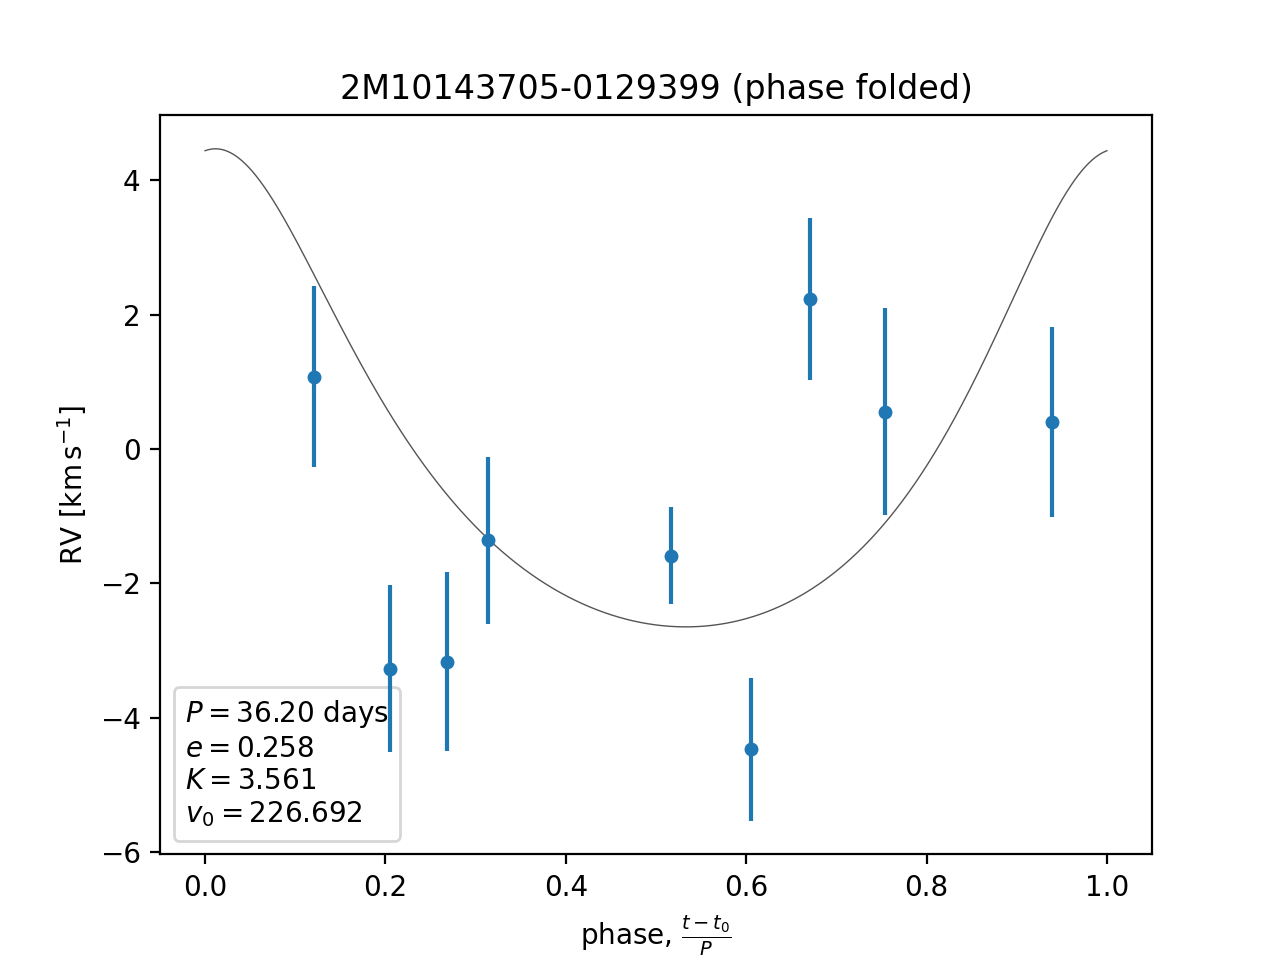 2M10143705-0129399 (phase folded)
4
2
0
−2
−4
−6
RV [km s⁻¹]
P = 36.20 days
e = 0.258
K = 3.561
v₀ = 226.692
0.0 0.2 0.4 0.6 0.8 1.0
phase, (t − t₀)/P